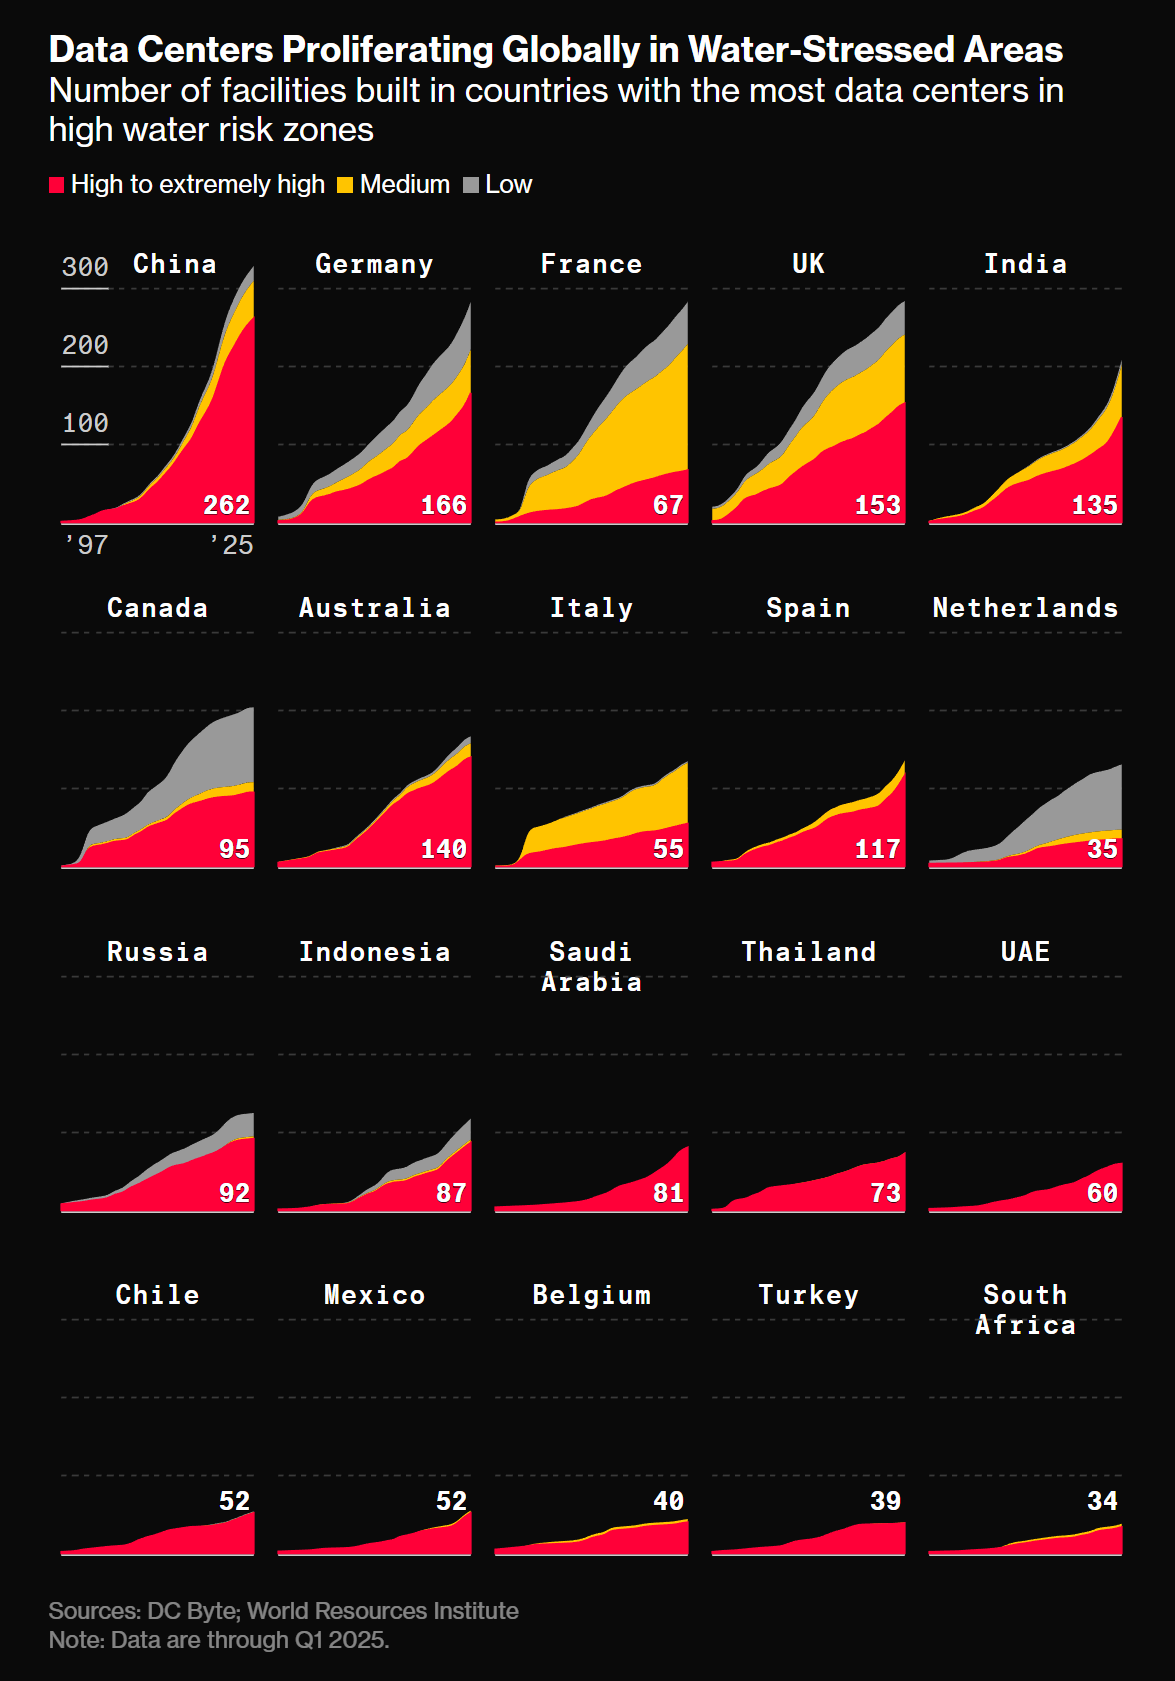 Data Centers Proliferating Globally in Water-Stressed Areas
Number of facilities built in countries with the most data centers in
high water risk zones
High to extremely high Medium Low
300 China Germany France UK India
200
100
262 166 67 153 135
’97 ’25
Canada Australia Italy Spain Netherlands
95 140 55 117 35
Russia Indonesia Saudi Thailand UAE
Arabia
92 87 81 73 60
Chile Mexico Belgium Turkey South
Africa
52 52 40 39 34
Sources: DC Byte; World Resources Institute
Note: Data are through Q1 2025.